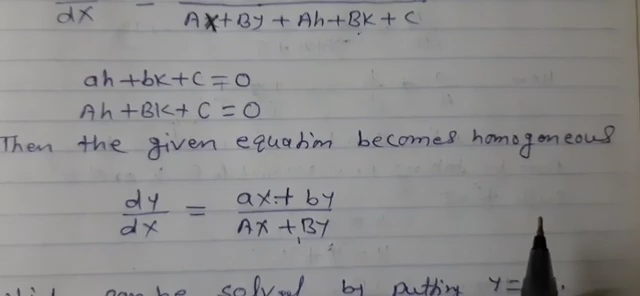 dx = Ax+By + Ah+BK+C
ah+bk+C=0
Ah+BK+C=0
Then the given equation becomes homogoneous
dy/dx = ax+by/Ax+By
can be solved by putting y=